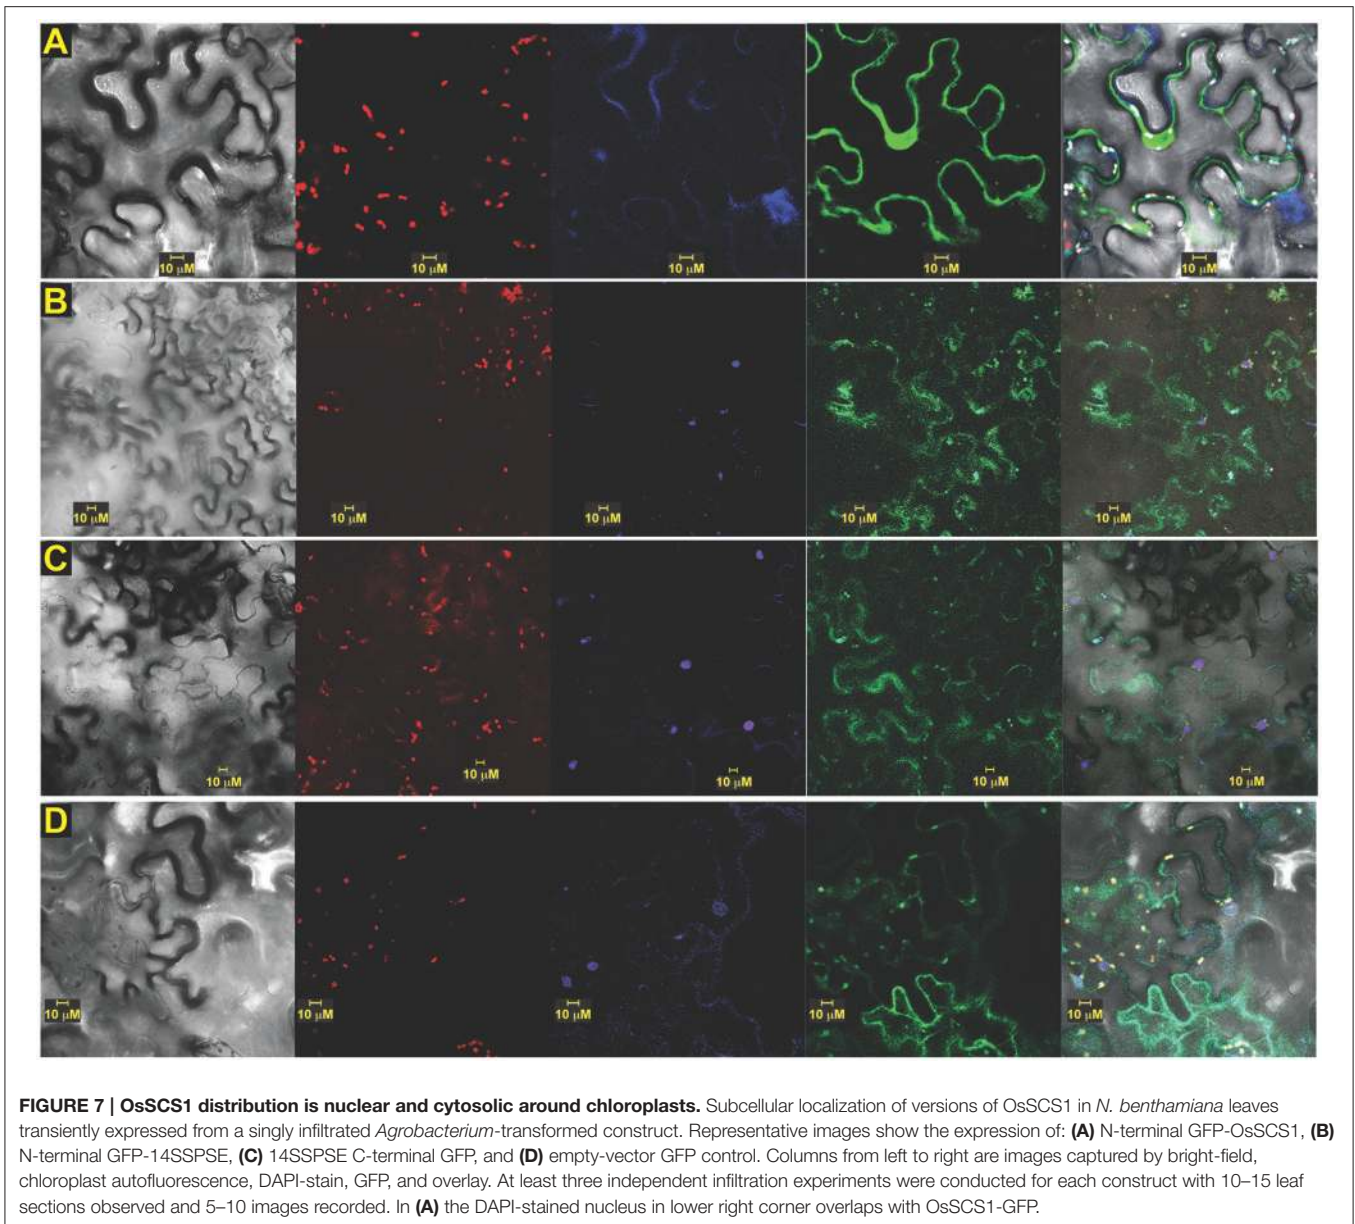 A
10 µM 10 µM 10 µM 10 µM 10 µM
B
10 µM 10 µM 10 µM 10 µM 10 µM
C
10 µM 10 µM 10 µM 10 µM 10 µM
D
10 µM 10 µM 10 µM 10 µM 10 µM
FIGURE 7 | OsSCS1 distribution is nuclear and cytosolic around chloroplasts. Subcellular localization of versions of OsSCS1 in N. benthamiana leaves
transiently expressed from a singly infiltrated Agrobacterium-transformed construct. Representative images show the expression of: (A) N-terminal GFP-OsSCS1, (B)
N-terminal GFP-14SSPSE, (C) 14SSPSE C-terminal GFP, and (D) empty-vector GFP control. Columns from left to right are images captured by bright-field,
chloroplast autofluorescence, DAPI-stain, GFP, and overlay. At least three independent infiltration experiments were conducted for each construct with 10–15 leaf
sections observed and 5–10 images recorded. In (A) the DAPI-stained nucleus in lower right corner overlaps with OsSCS1-GFP.